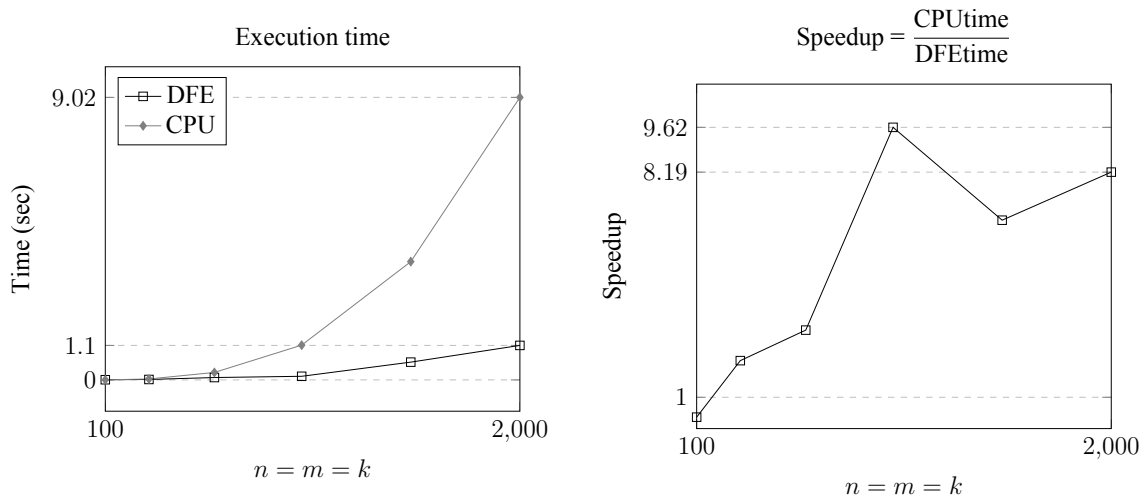 Execution time
9.02
1.1
0
DFE
CPU
Time (sec)
100
2,000
n = m = k
Speedup = CPUtime
DFEtime
9.62
8.19
1
Speedup
100
2,000
n = m = k